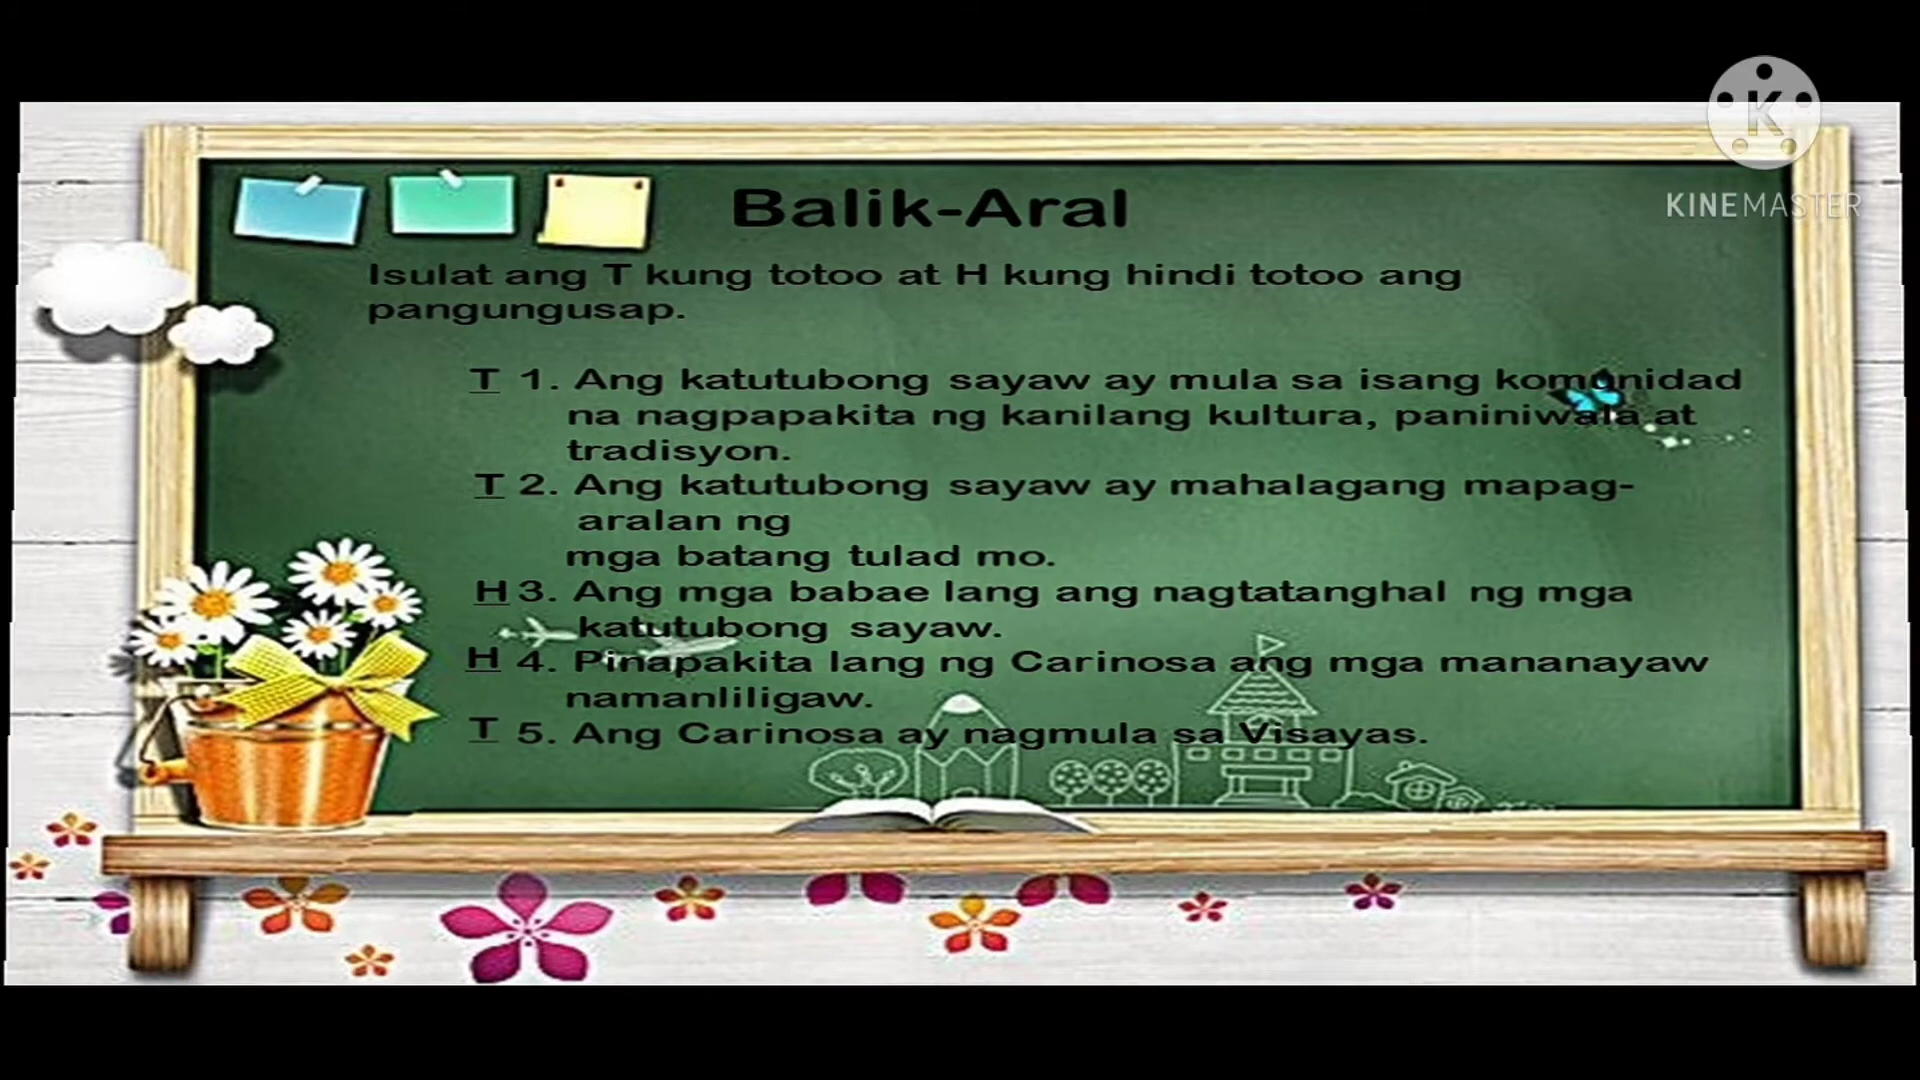 KINEMASTER
Balik-Aral
Isulat ang T kung totoo at H kung hindi totoo ang
pangungusap.
T 1. Ang katutubong sayaw ay mula sa isang komunidad
na nagpapakita ng kanilang kultura, paniniwala at
tradisyon.
T 2. Ang katutubong sayaw ay mahalagang mapag-
aralan ng
mga batang tulad mo.
H 3. Ang mga babae lang ang nagtatanghal ng mga
katutubong sayaw.
H 4. Pinapakita lang ng Carinosa ang mga mananayaw
namanliligaw.
T 5. Ang Carinosa ay nagmula sa Visayas.